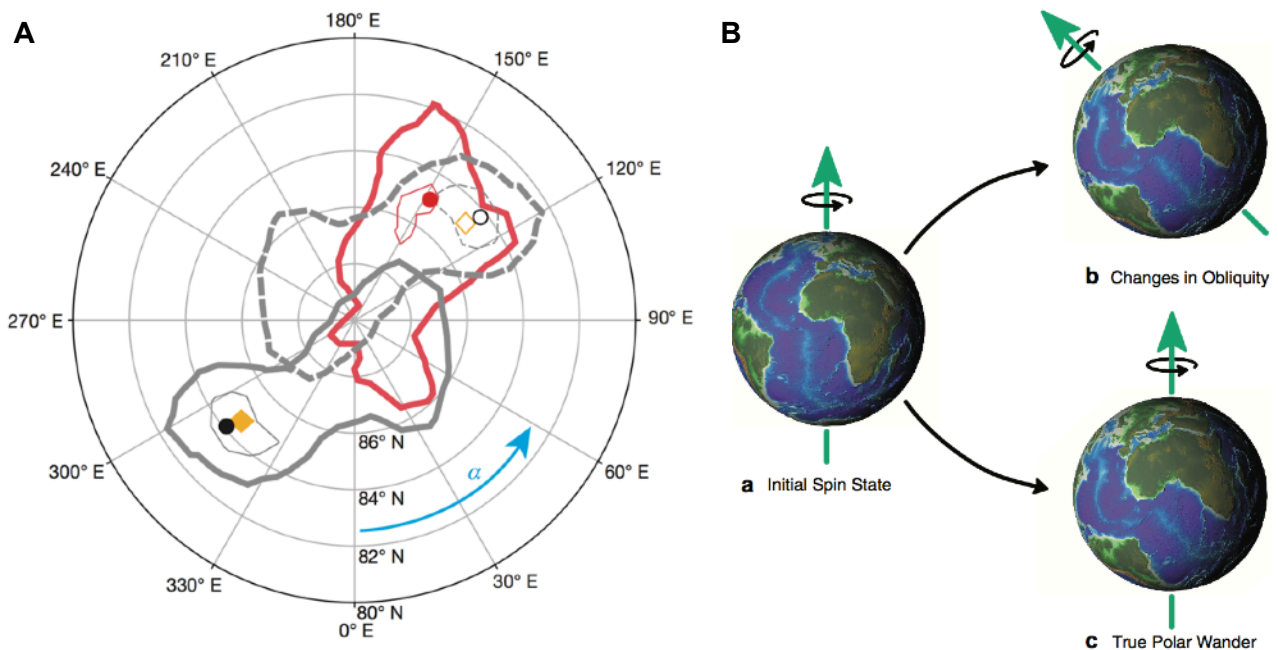 A
180° E
210° E
150° E
240° E
120° E
270° E
90° E
300° E
60° E
330° E
30° E
0° E
86° N
84° N
82° N
80° N
α
B
a Initial Spin State
b Changes in Obliquity
c True Polar Wander